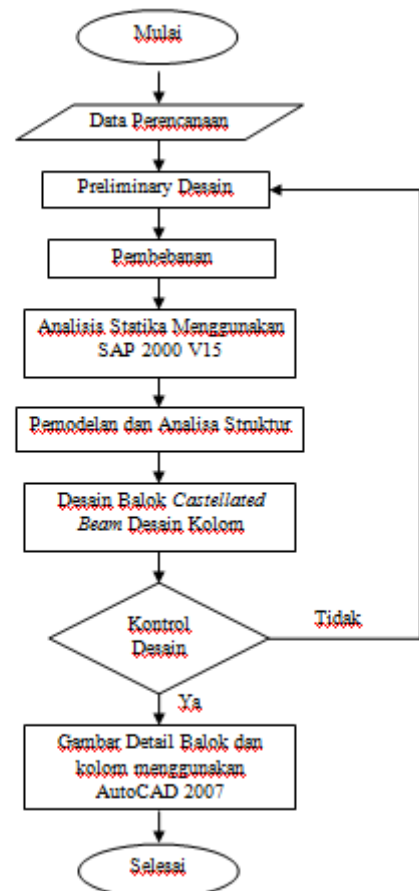 Mulai
Data Perencanaan
Preliminary Desain
Pembebanan
Analisis Statika Menggunakan
SAP 2000 V15
Pemodelan dan Analisa Struktur
Desain Balok Castellated
Beam Desain Kolom
Kontrol
Desain
Tidak
Ya
Gambar Detail Balok dan
kolom menggunakan
AutoCAD 2007
Selesai